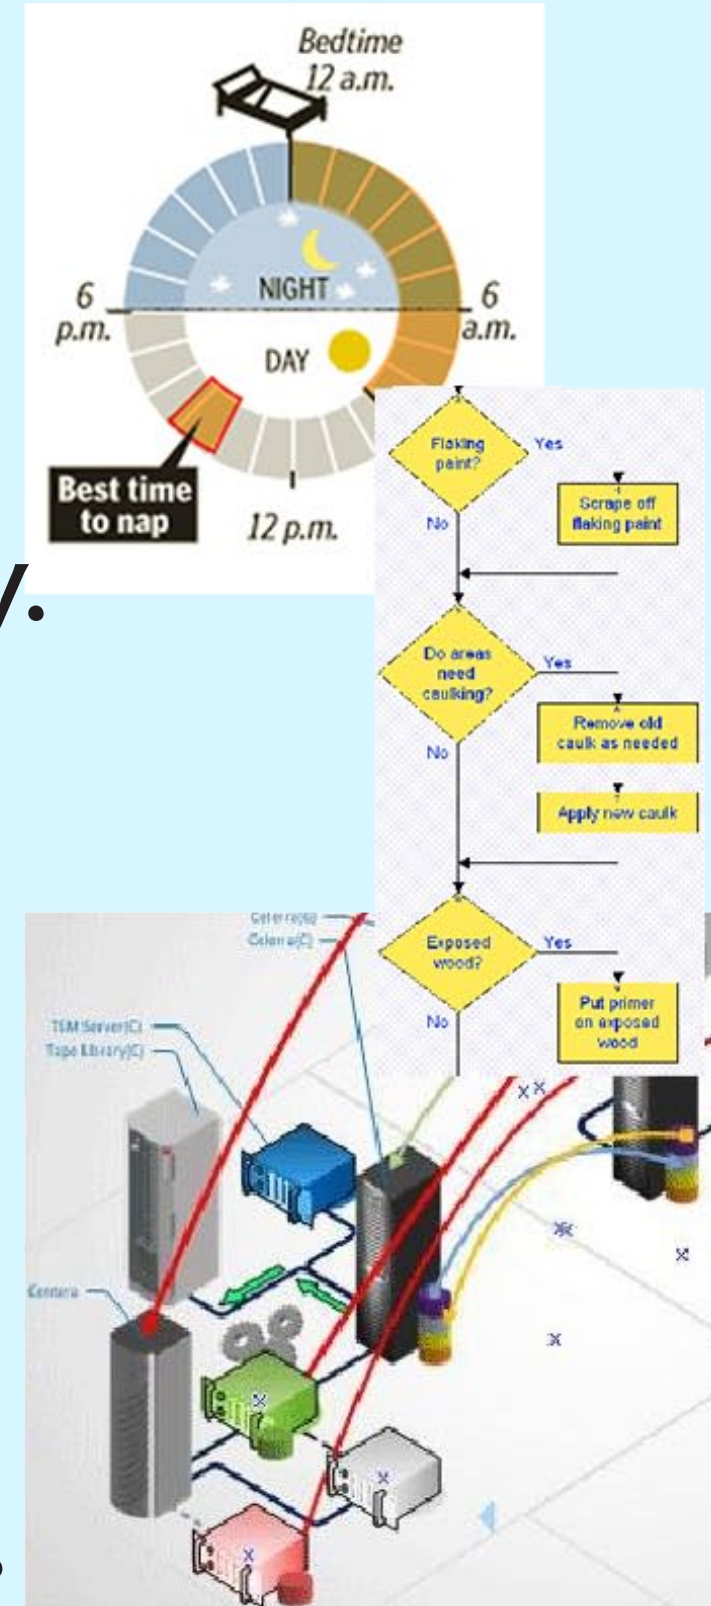 Bedtime
12 a.m.
6
p.m.
NIGHT
6
a.m.
DAY
Best time
to nap
12 p.m.
y.
Flaking
paint?
Yes
Scrape off
flaking paint
No
Do areas
need
caulking?
Yes
Remove old
caulk as needed
No
Apply new caulk
Exposed
wood?
Yes
Put primer
on exposed
wood
No
Celerra(C)
TSM Server(C)
Tape Library(C)
Centera